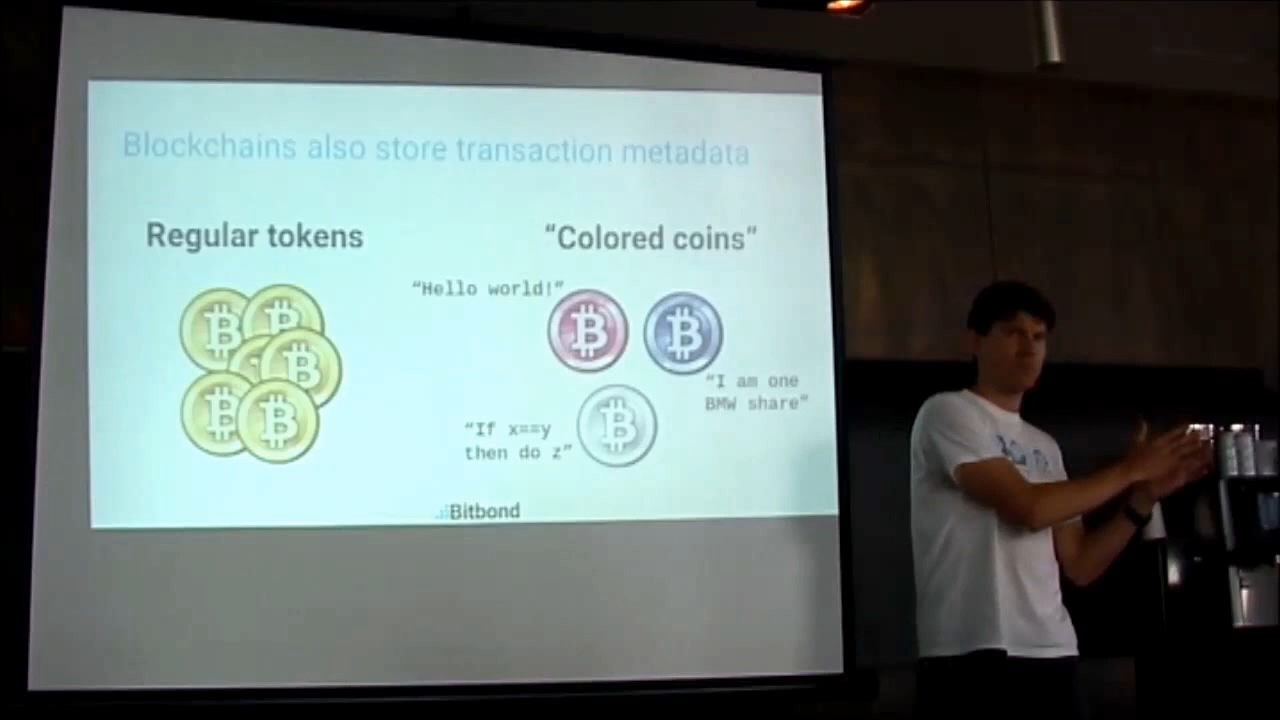 Blockchains also store transaction metadata
Regular tokens
“Colored coins”
“Hello world!”
“I am one
BMW share”
“If x==y
then do z”
Bitbond